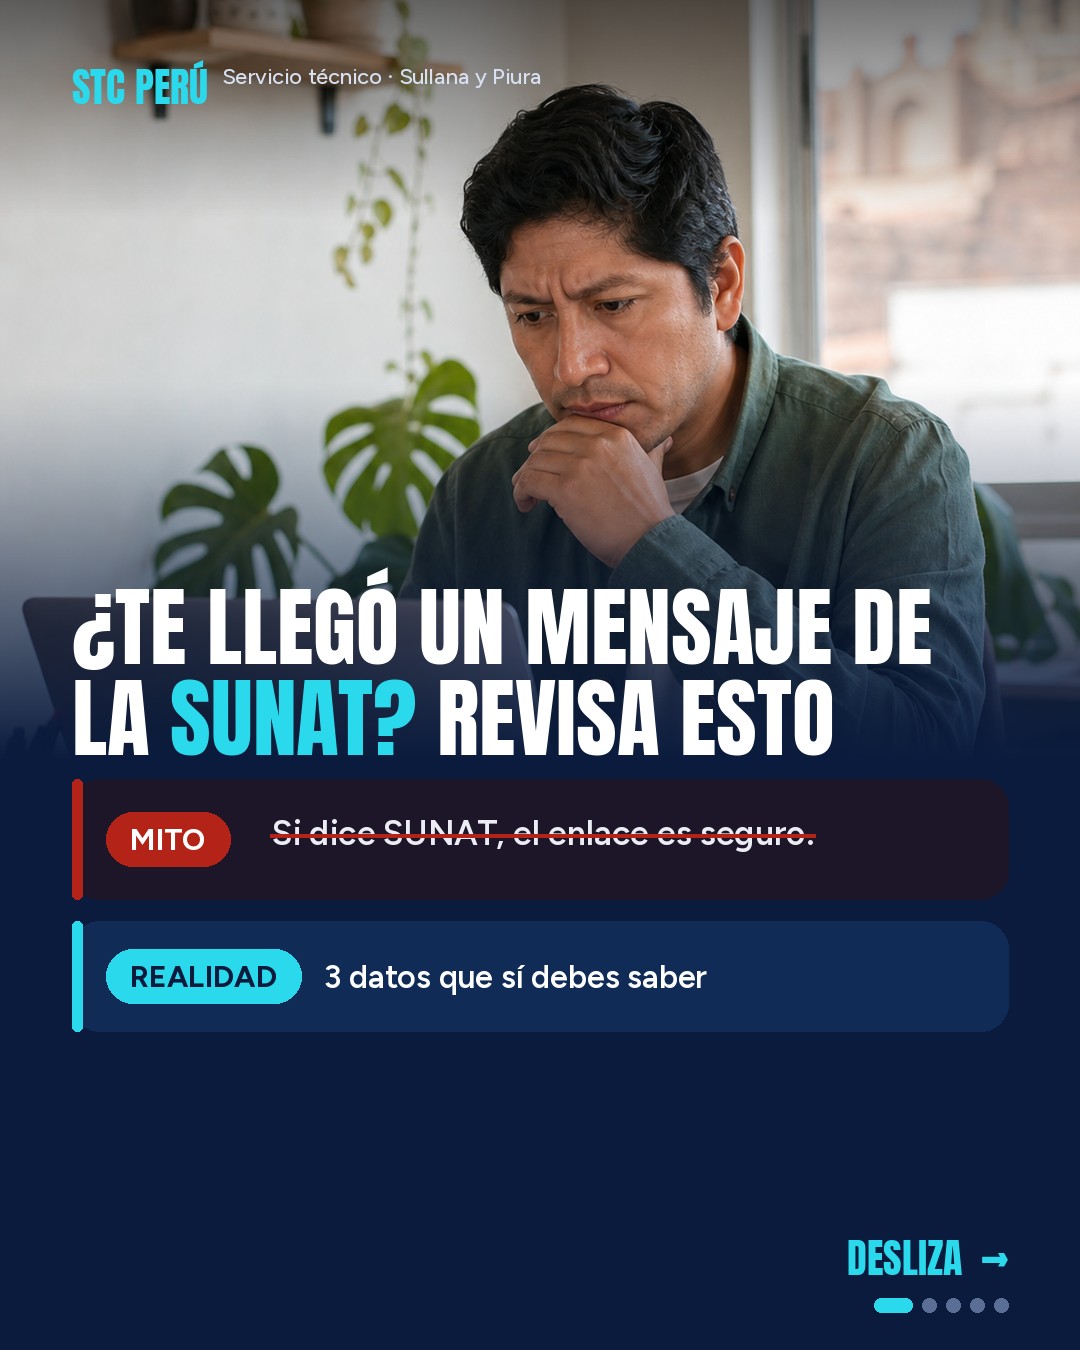 STC PERÚ Servicio técnico · Sullana y Piura
¿TE LLEGÓ UN MENSAJE DE
LA SUNAT? REVISA ESTO
MITO Si dice SUNAT, el enlace es seguro.
REALIDAD 3 datos que sí debes saber
DESLIZA →